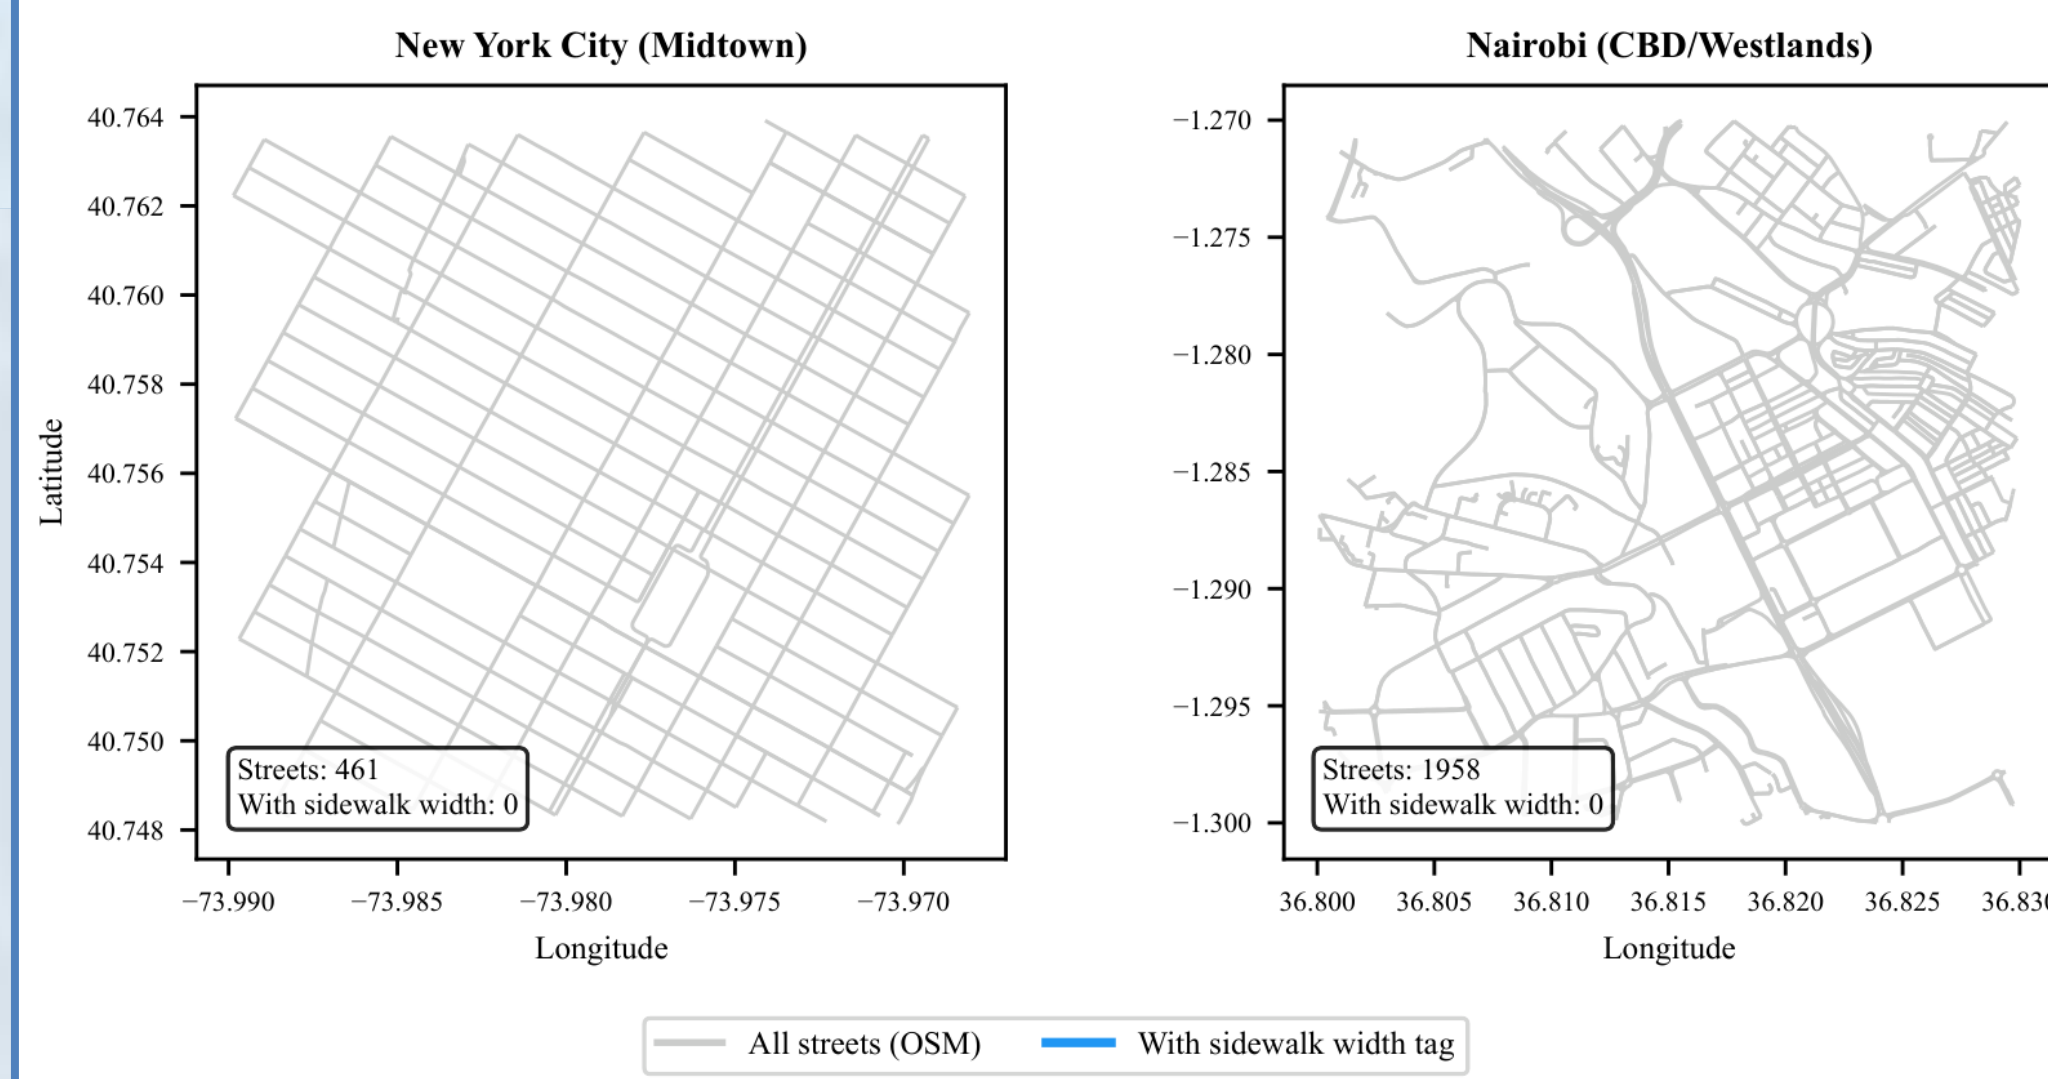 New York City (Midtown)
40.764
40.762
40.760
40.758
40.756
40.754
40.752
40.750
40.748
Latitude
Streets: 461
With sidewalk width: 0
−73.990
−73.985
−73.980
−73.975
−73.970
Longitude
Nairobi (CBD/Westlands)
−1.270
−1.275
−1.280
−1.285
−1.290
−1.295
−1.300
Streets: 1958
With sidewalk width: 0
36.800
36.805
36.810
36.815
36.820
36.825
36.830
Longitude
All streets (OSM)
With sidewalk width tag